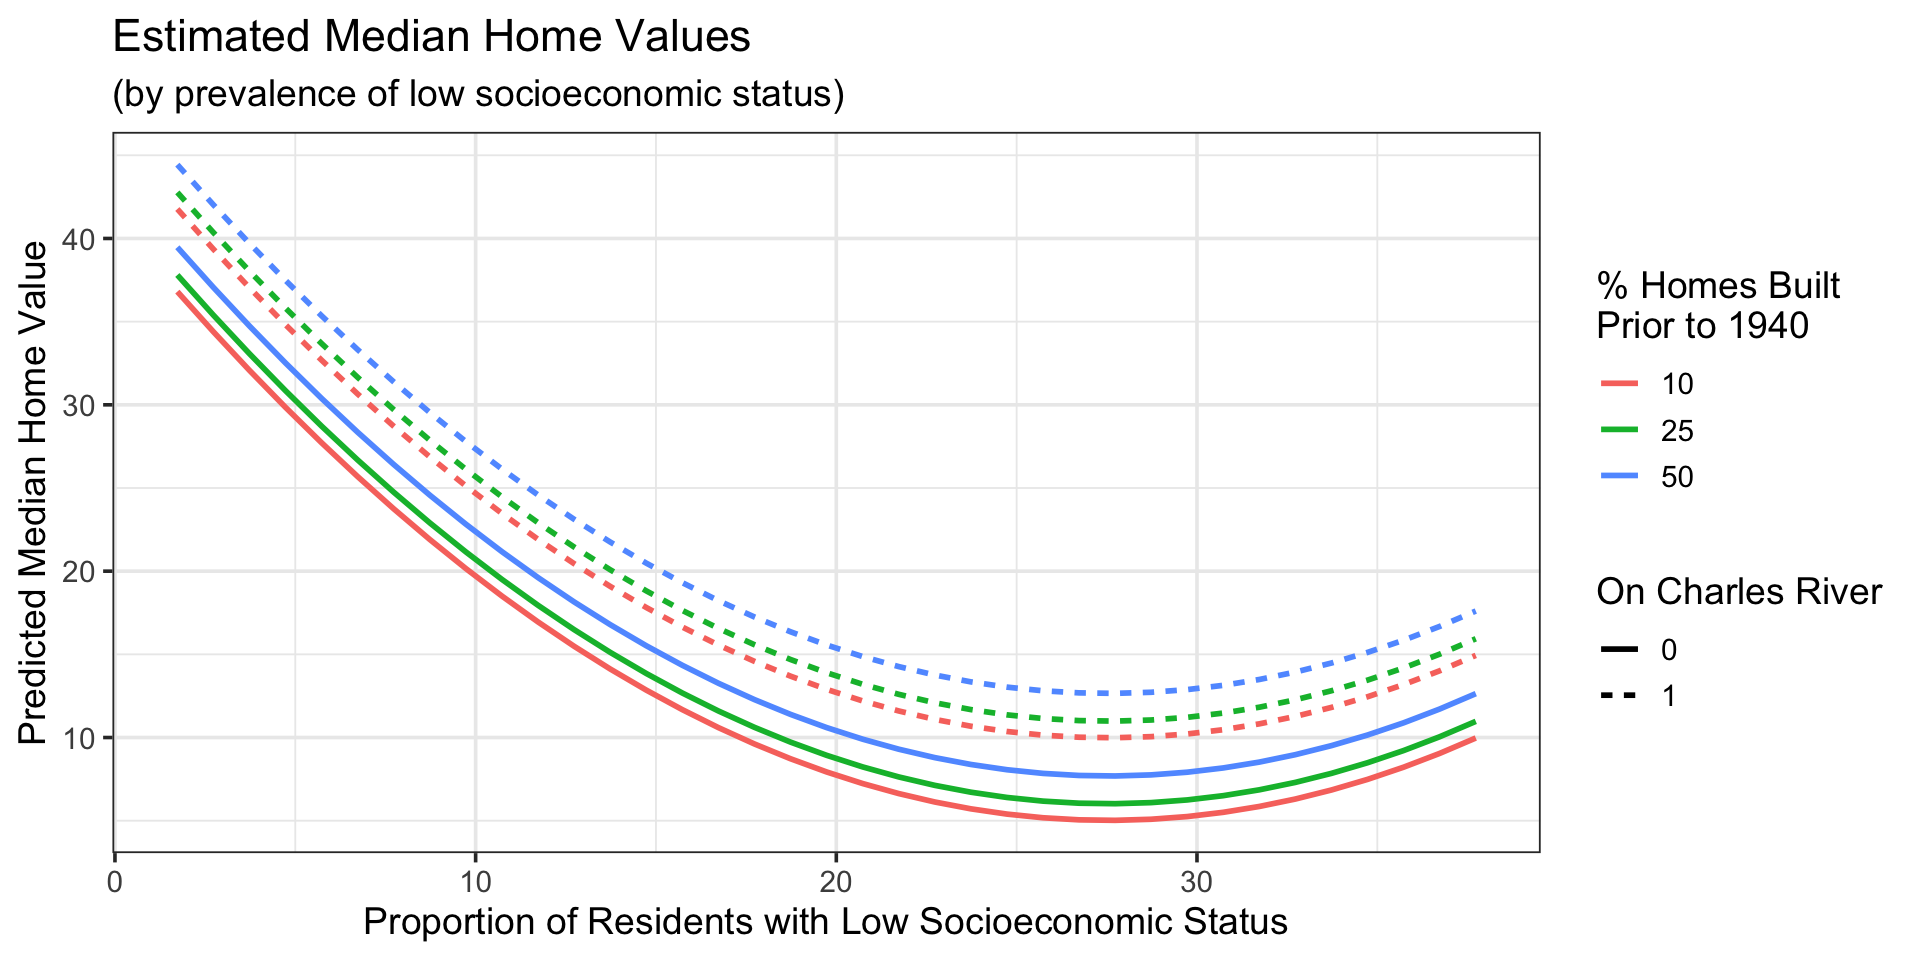 Estimated Median Home Values
(by prevalence of low socioeconomic status)
Predicted Median Home Value
40
30
20
10
0
10
20
30
Proportion of Residents with Low Socioeconomic Status
% Homes Built
Prior to 1940
10
25
50
On Charles River
0
1